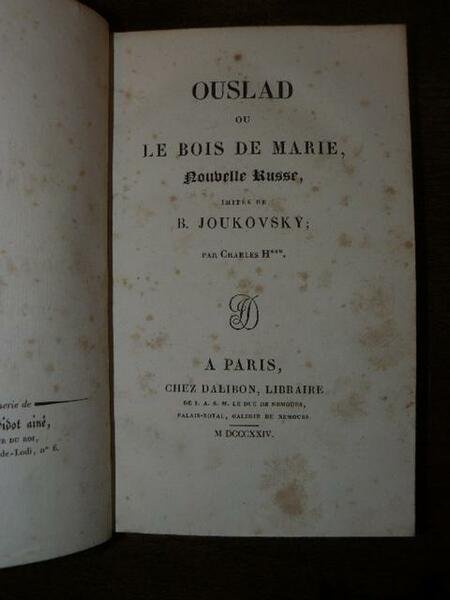 erie de
idot aîné,
R DU ROI,
de-Lodi, nº 6.
OUSLAD
OU
LE BOIS DE MARIE,
Nouvelle Russe,
IMITÉE DE
B. JOUKOVSKY;
PAR CHARLES H***.
A PARIS,
CHEZ DALIBON, LIBRAIRE
DE S. A. S. M. LE DUC DE NEMOURS,
PALAIS-ROYAL, GALERIE DE NEMOURS.
M DCCCXXIV.